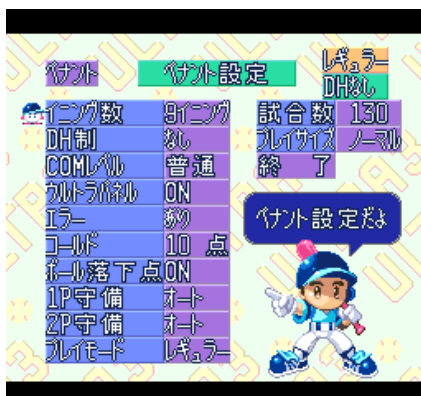 ペナント
ペナント設定
レギュラー
DHなし
イニング数 9イニング
DH制 なし
COMレベル 普通
ウルトラパネル ON
エラー あり
コールド 10 点
ボール落下点 ON
1P守備 オート
2P守備 オート
プレイモード レギュラー
試合数 130
プレイサイズ ノーマル
終 了
ペナント設定だよ